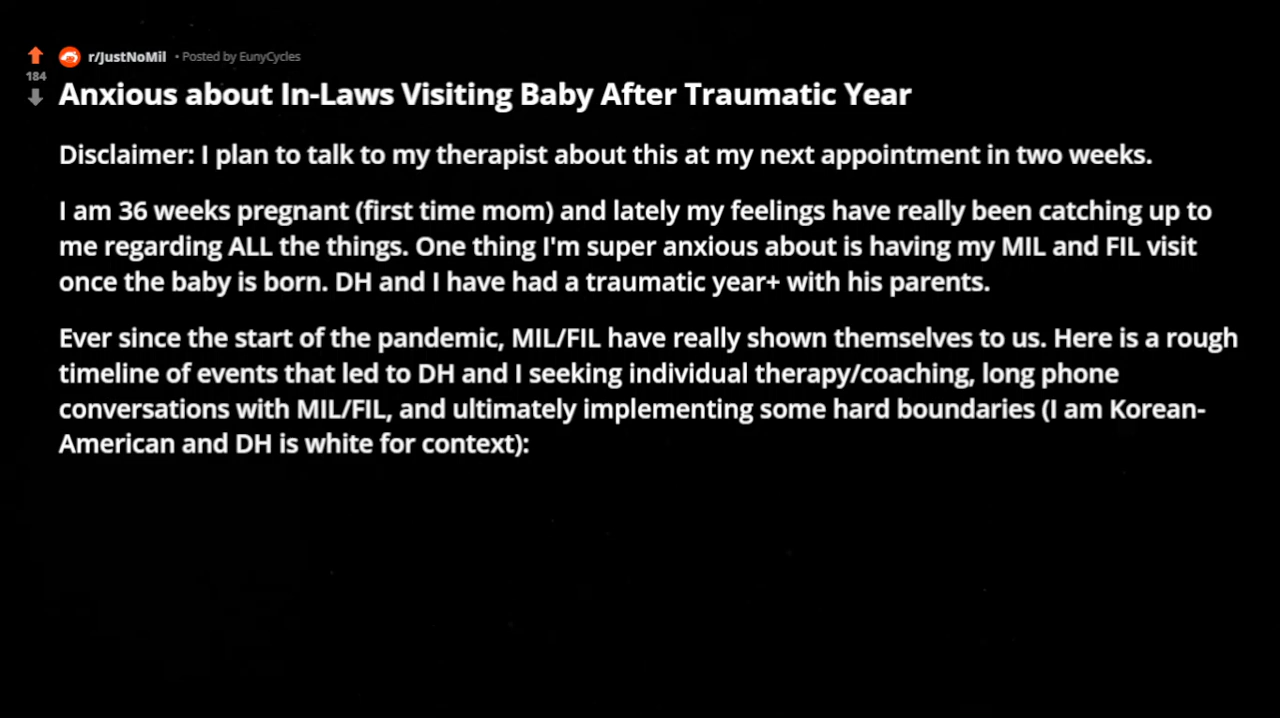 r/JustNoMil • Posted by EunyCycles
184
Anxious about In-Laws Visiting Baby After Traumatic Year
Disclaimer: I plan to talk to my therapist about this at my next appointment in two weeks.
I am 36 weeks pregnant (first time mom) and lately my feelings have really been catching up to
me regarding ALL the things. One thing I'm super anxious about is having my MIL and FIL visit
once the baby is born. DH and I have had a traumatic year+ with his parents.
Ever since the start of the pandemic, MIL/FIL have really shown themselves to us. Here is a rough
timeline of events that led to DH and I seeking individual therapy/coaching, long phone
conversations with MIL/FIL, and ultimately implementing some hard boundaries (I am Korean-
American and DH is white for context):